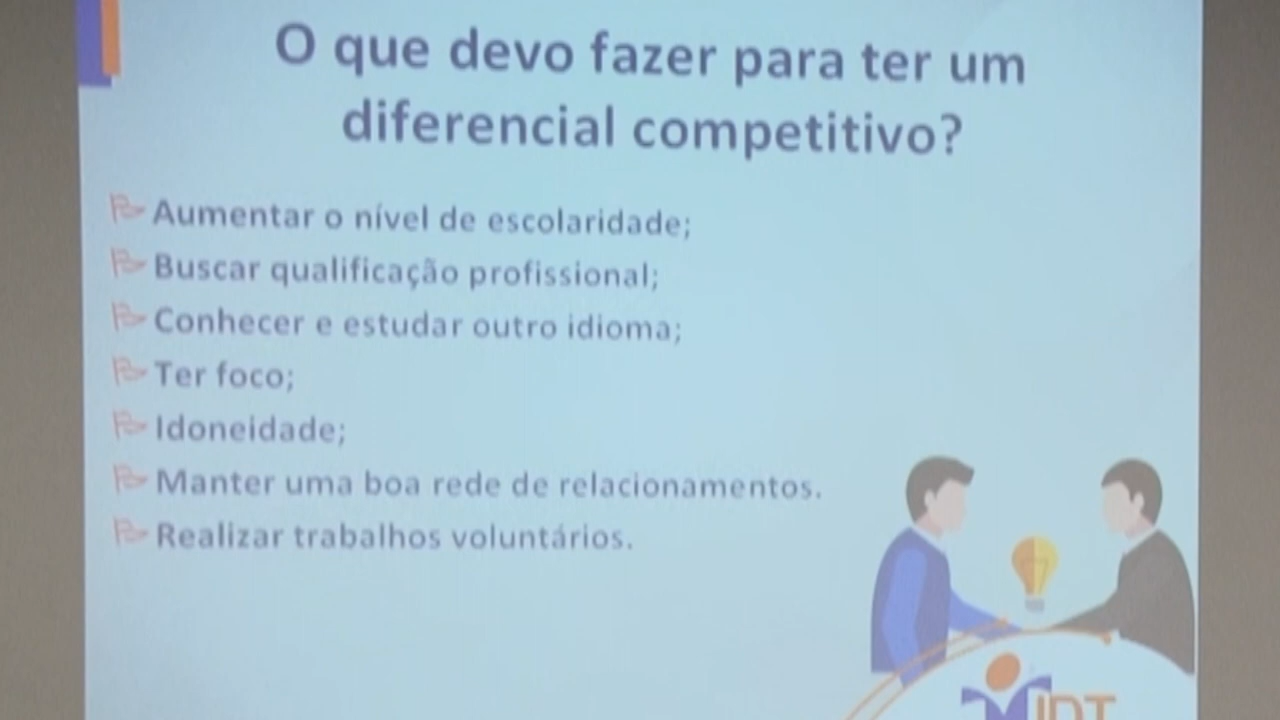 O que devo fazer para ter um
diferencial competitivo?
Aumentar o nível de escolaridade;
Buscar qualificação profissional;
Conhecer e estudar outro idioma;
Ter foco;
Idoneidade;
Manter uma boa rede de relacionamentos.
Realizar trabalhos voluntários.
IDT